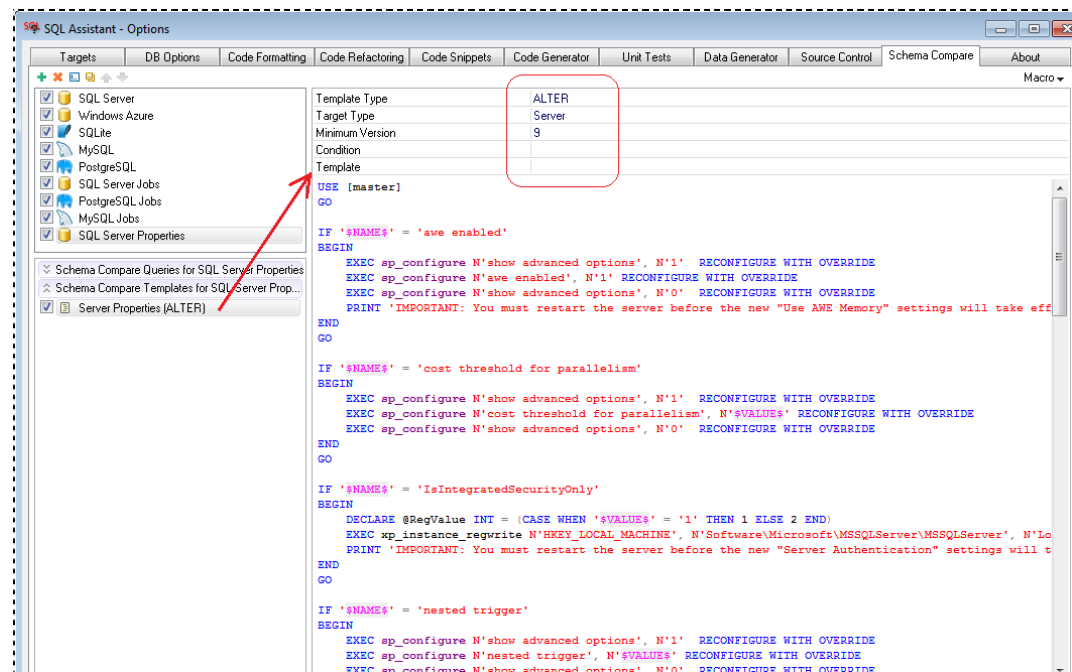 SQL Assistant - Options
Targets DB Options Code Formatting Code Refactoring Code Snippets Code Generator Unit Tests Data Generator Source Control Schema Compare About
Macro
SQL Server
Windows Azure
SQLite
MySQL
PostgreSQL
SQL Server Jobs
PostgreSQL Jobs
MySQL Jobs
SQL Server Properties
Schema Compare Queries for SQL Server Properties
Schema Compare Templates for SQL Server Prop...
Server Properties (ALTER)
Template Type ALTER
Target Type Server
Minimum Version 9
Condition
Template
USE [master]
GO
IF '$NAME$' = 'awe enabled'
BEGIN
EXEC sp_configure N'show advanced options', N'1' RECONFIGURE WITH OVERRIDE
EXEC sp_configure N'awe enabled', N'1' RECONFIGURE WITH OVERRIDE
EXEC sp_configure N'show advanced options', N'0' RECONFIGURE WITH OVERRIDE
PRINT 'IMPORTANT: You must restart the server before the new "Use AWE Memory" settings will take eff
END
GO
IF '$NAME$' = 'cost threshold for parallelism'
BEGIN
EXEC sp_configure N'show advanced options', N'1' RECONFIGURE WITH OVERRIDE
EXEC sp_configure N'cost threshold for parallelism', N'$VALUE$' RECONFIGURE WITH OVERRIDE
EXEC sp_configure N'show advanced options', N'0' RECONFIGURE WITH OVERRIDE
END
GO
IF '$NAME$' = 'IsIntegratedSecurityOnly'
BEGIN
DECLARE @RegValue INT = (CASE WHEN '$VALUE$' = '1' THEN 1 ELSE 2 END)
EXEC xp_instance_regwrite N'HKEY_LOCAL_MACHINE', N'Software\Microsoft\MSSQLServer\MSSQLServer', N'Lo
PRINT 'IMPORTANT: You must restart the server before the new "Server Authentication" settings will t
END
GO
IF '$NAME$' = 'nested trigger'
BEGIN
EXEC sp_configure N'show advanced options', N'1' RECONFIGURE WITH OVERRIDE
EXEC sp_configure N'nested trigger', N'$VALUE$' RECONFIGURE WITH OVERRIDE
EXEC sp_configure N'show advanced options', N'0' RECONFIGURE WITH OVERRIDE